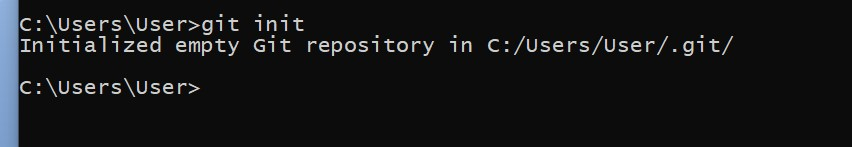 C:\Users\User>git init
Initialized empty Git repository in C:/Users/User/.git/
C:\Users\User>